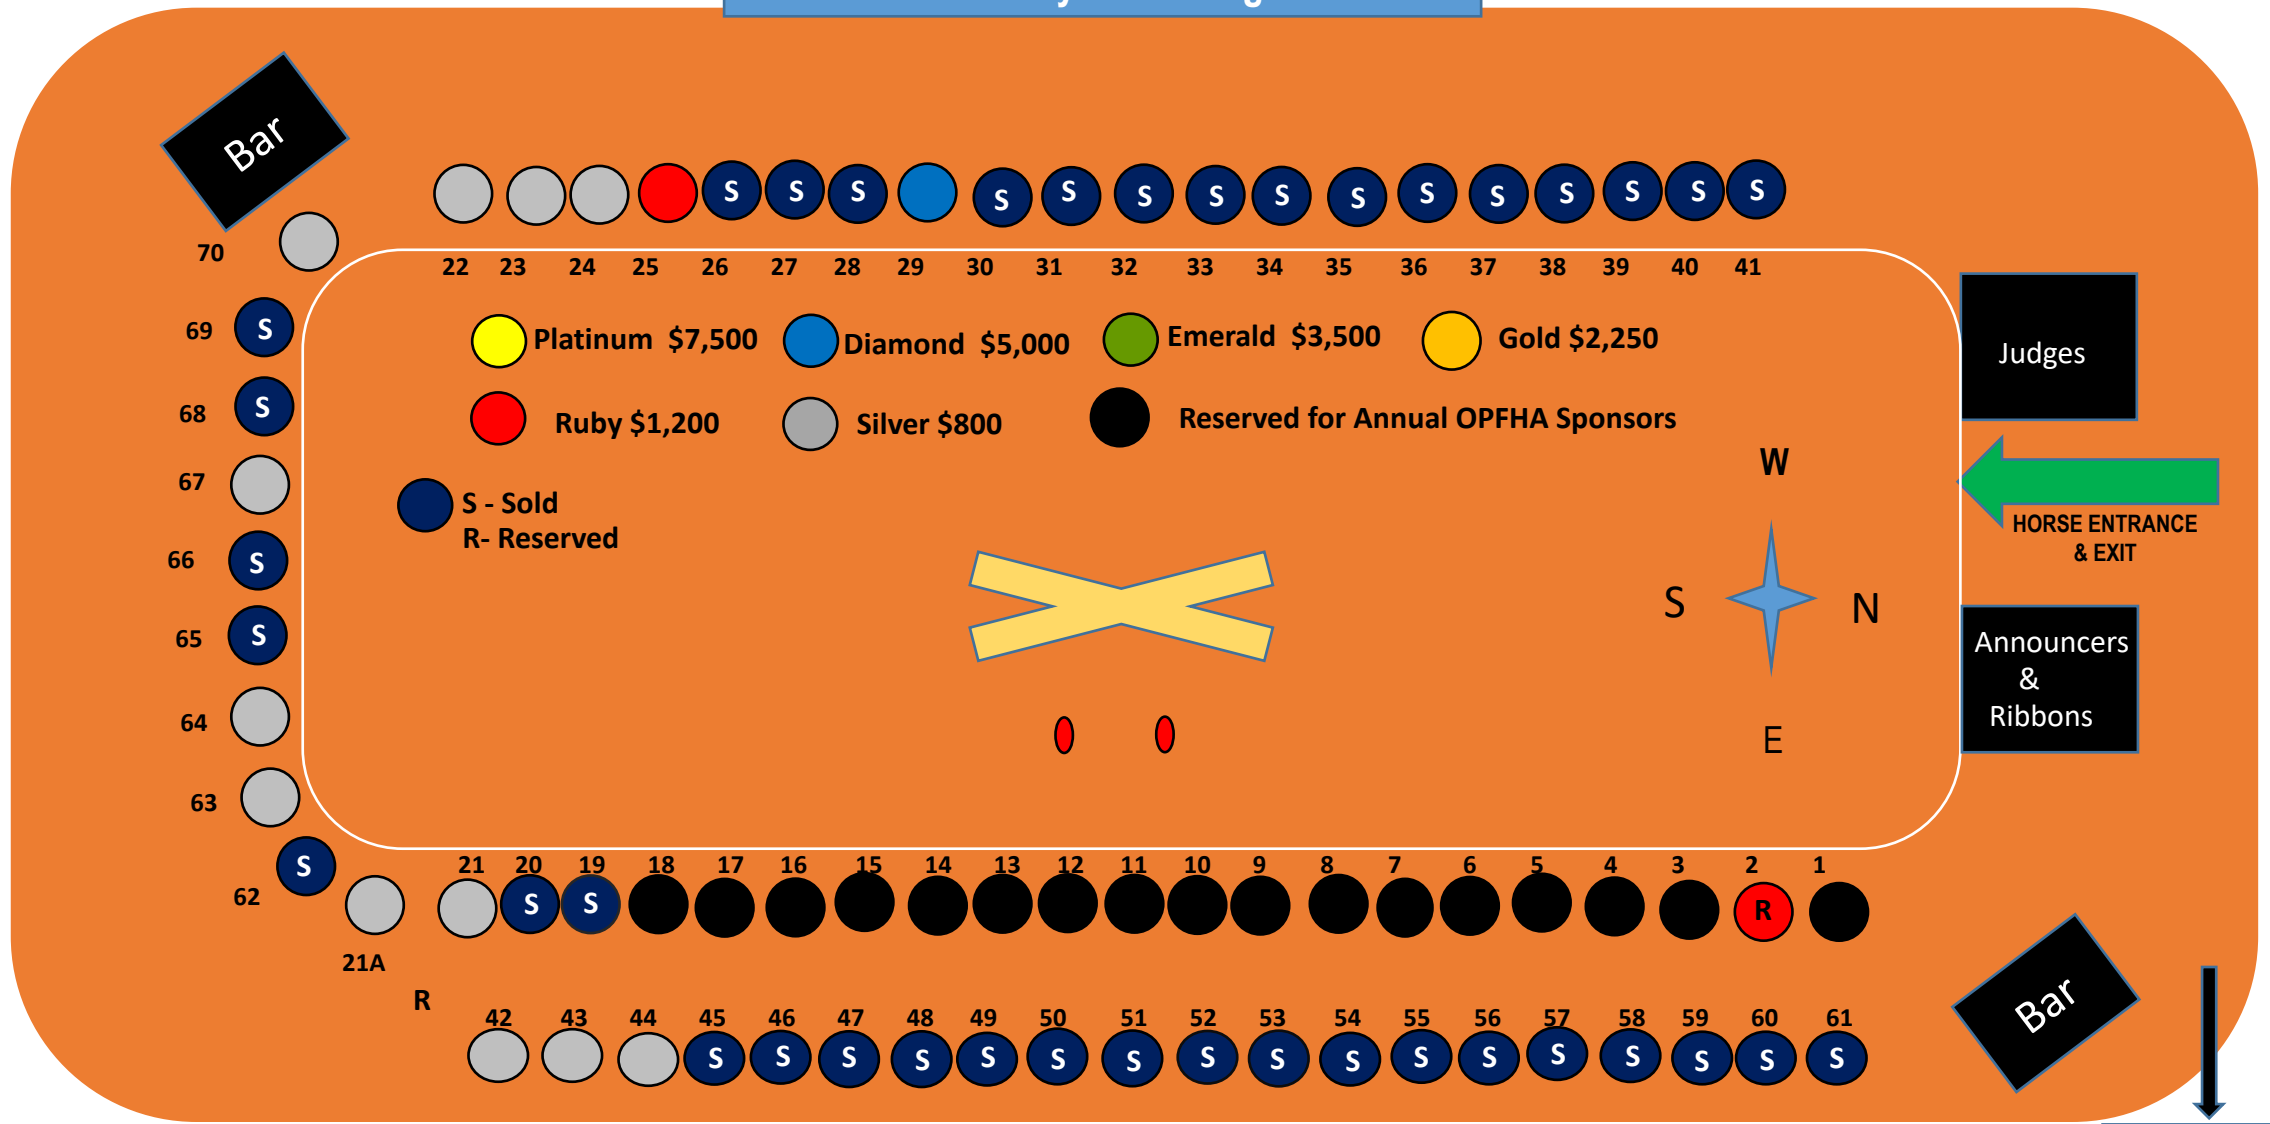 Bar
S S S S S S S S S S S S S S S
70 22 23 24 25 26 27 28 29 30 31 32 33 34 35 36 37 38 39 40 41
69 S
Platinum $7,500 Diamond $5,000 Emerald $3,500 Gold $2,250
Judges
68 S
Ruby $1,200 Silver $800 Reserved for Annual OPFHA Sponsors
W
67
S - Sold
R- Reserved
HORSE ENTRANCE
& EXIT
66 S
S N
65 S
Announcers
&
Ribbons
64
E
63
62 S
21 20 19 18 17 16 15 14 13 12 11 10 9 8 7 6 5 4 3 2 1
S S R
21A
R
Bar
42 43 44 45 46 47 48 49 50 51 52 53 54 55 56 57 58 59 60 61
S S S S S S S S S S S S S S S S S